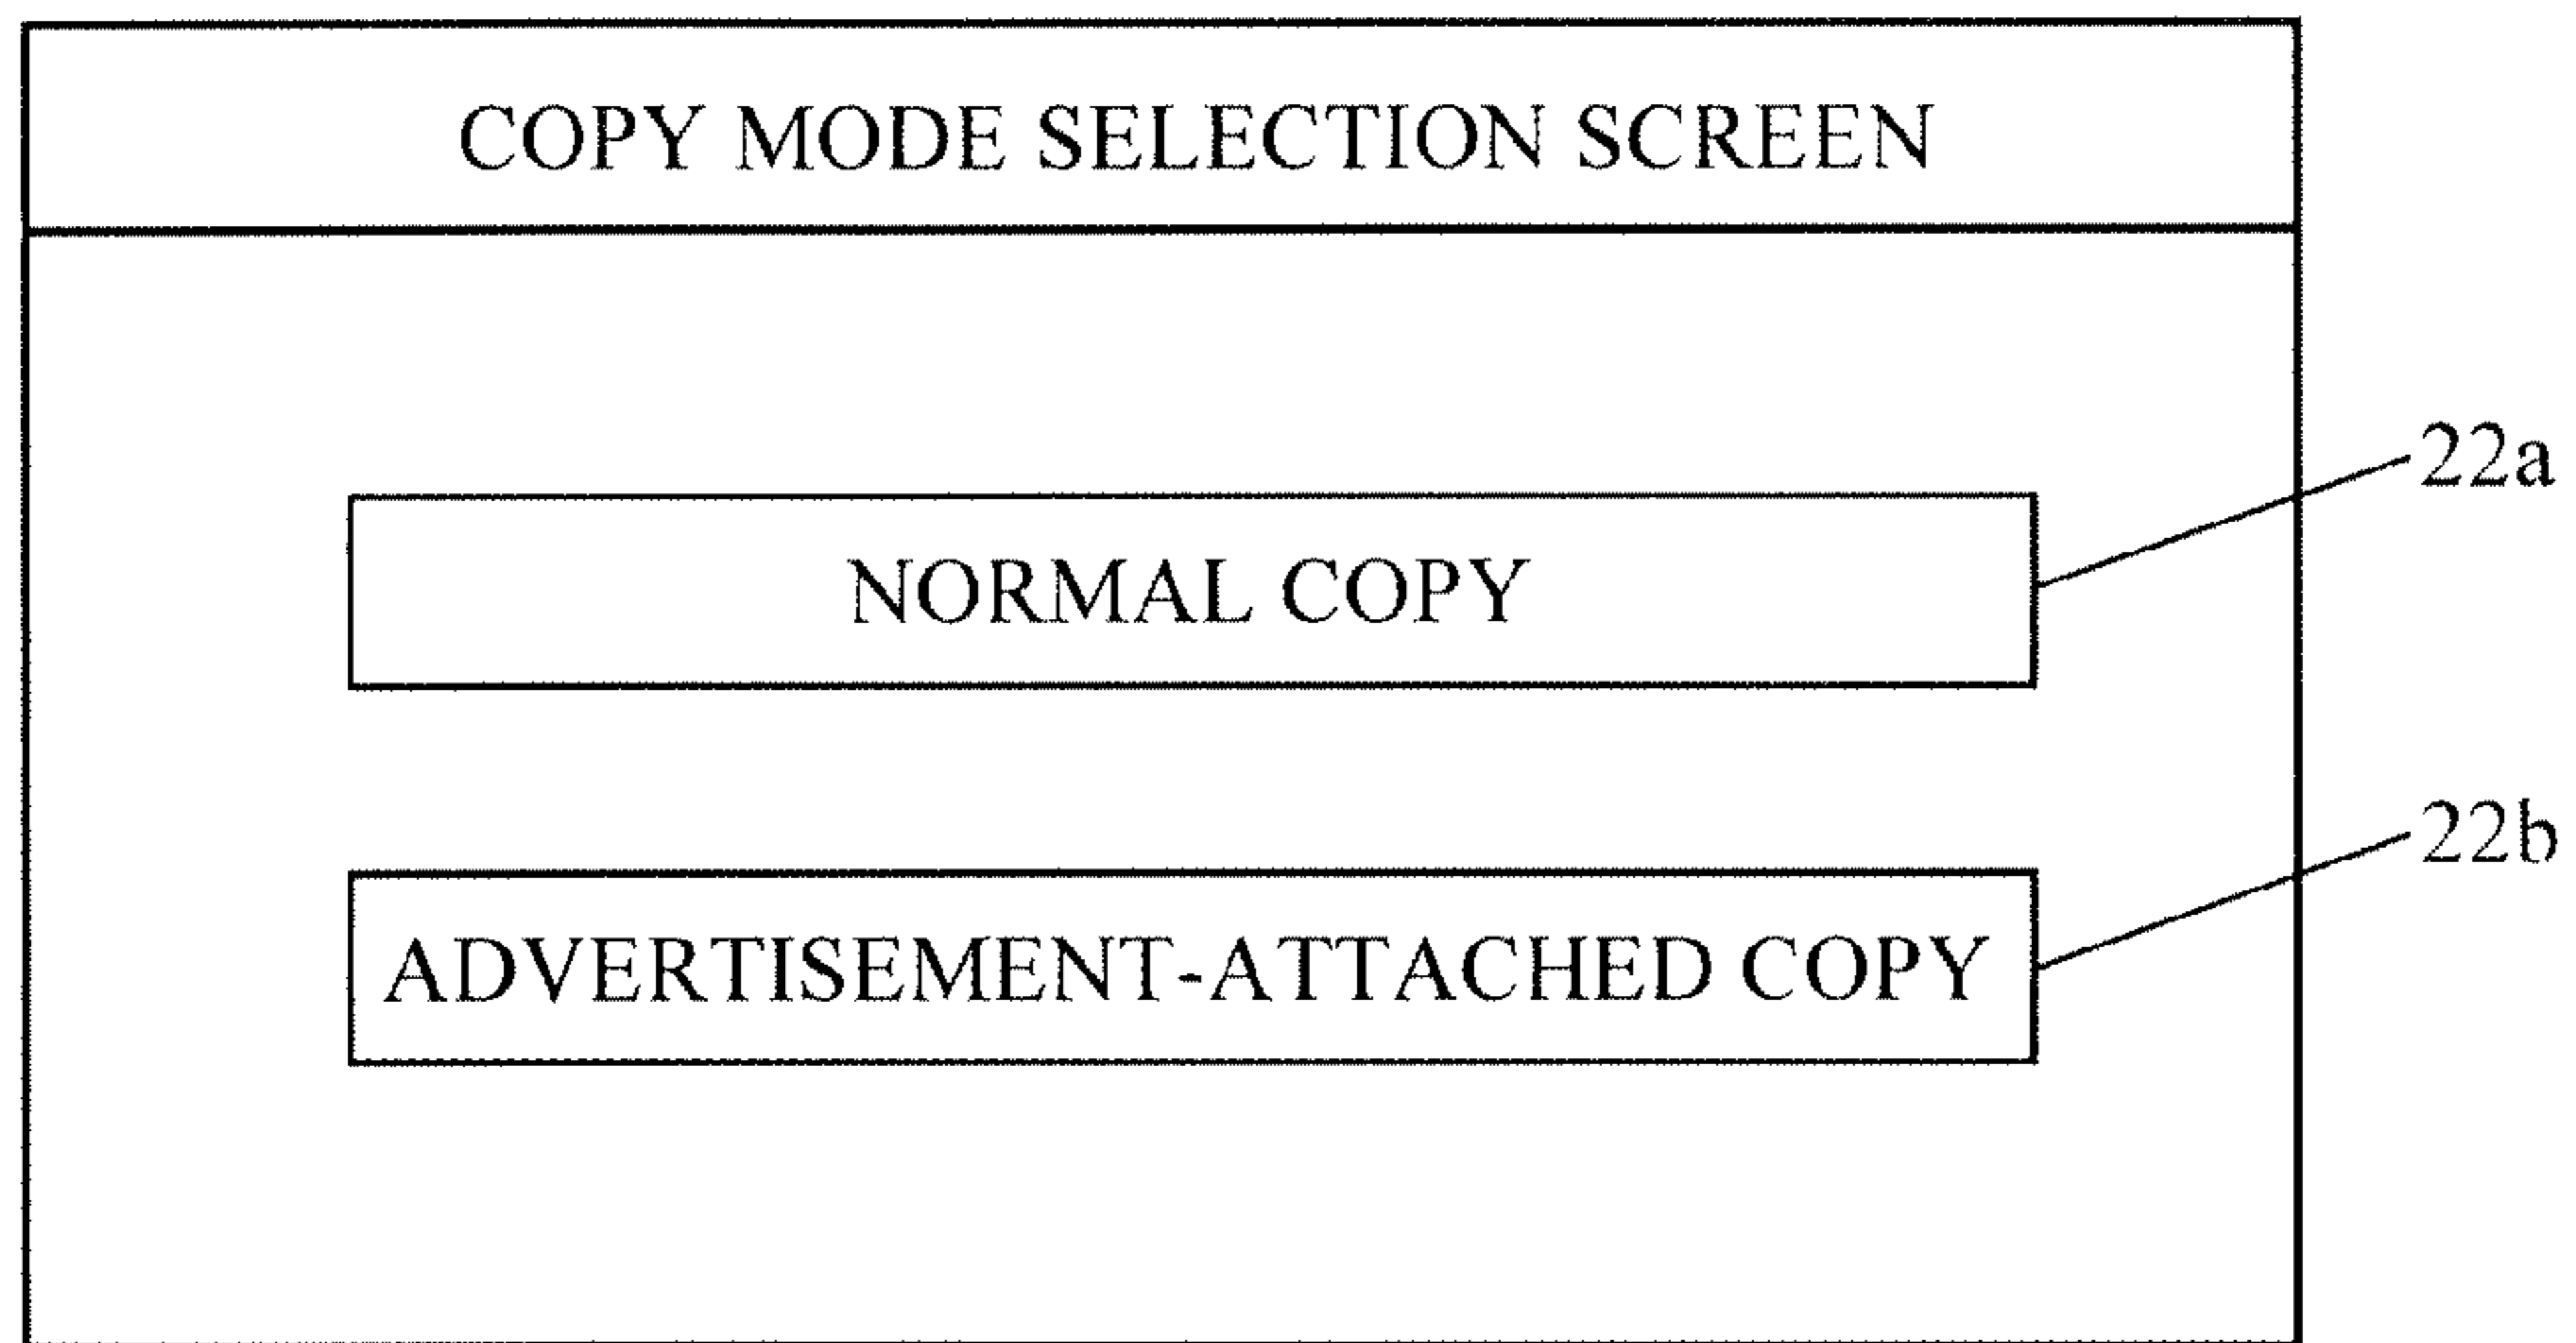 COPY MODE SELECTION SCREEN
22a
NORMAL COPY
22b
ADVERTISEMENT-ATTACHED COPY